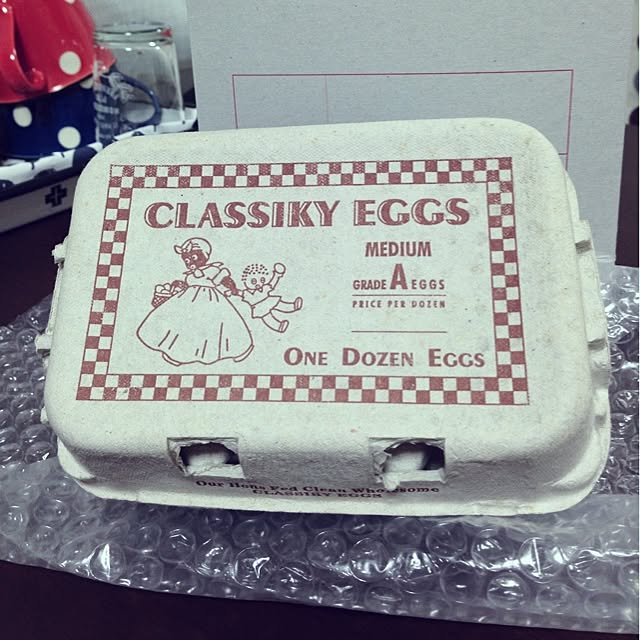 CLASSIKY EGGS
MEDIUM
GRADE A EGGS
PRICE PER DOZEN
ONE DOZEN EGGS
Our Hens Fed Clean Wholesome
CLASSIKY EGGS